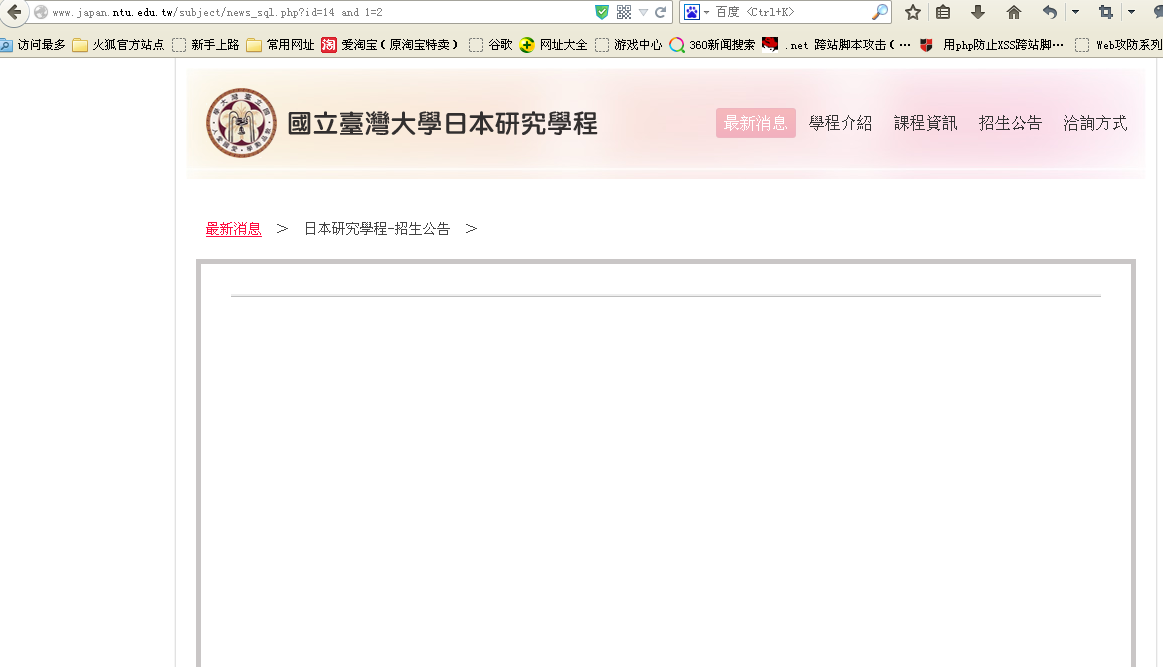 www.japan.ntu.edu.tw/subject/news_sql.php?id=14 and 1=2
百度 <Ctrl+K>
访问最多 火狐官方站点 新手上路 常用网址 淘 爱淘宝(原淘宝特卖) 谷歌 网址大全 游戏中心 360新闻搜索 .net 跨站脚本攻击(… 用php防止XSS跨站脚… Web攻防系列
國立臺灣大學日本研究學程 最新消息 學程介紹 課程資訊 招生公告 洽詢方式
最新消息 > 日本研究學程-招生公告 >